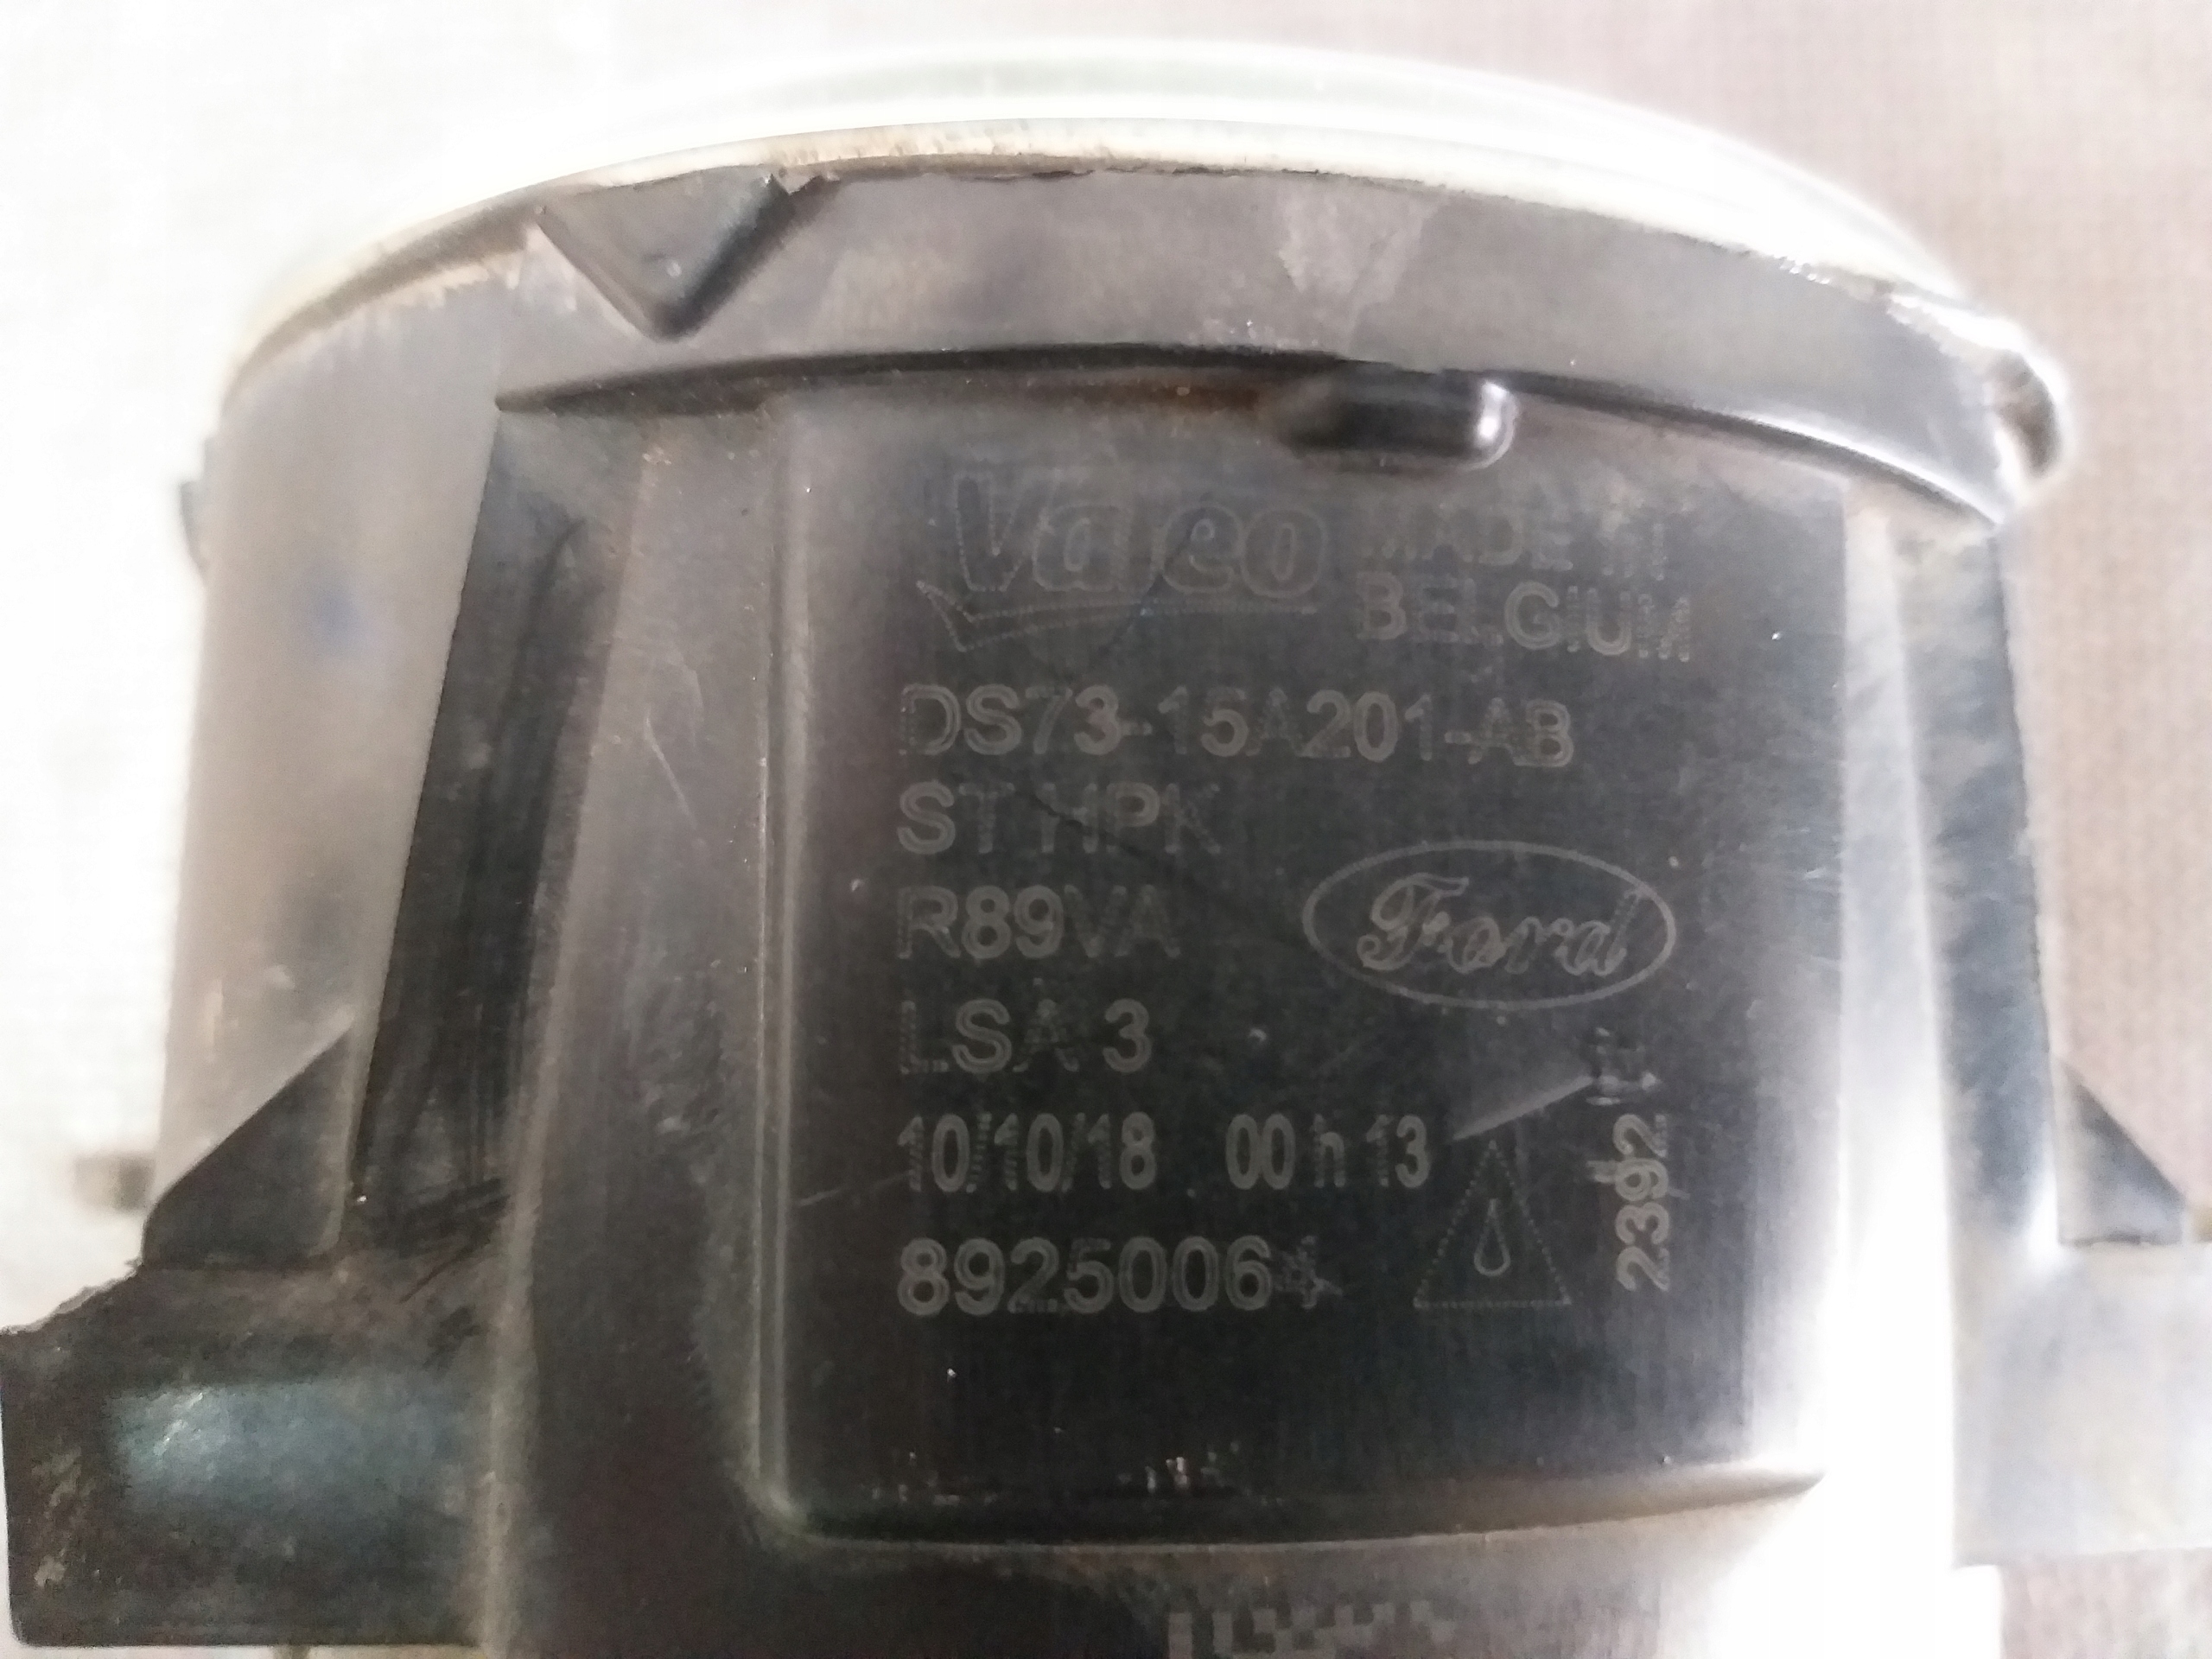 Valeo MADE IN
BELGIUM
DS73-15A201-AB
ST HPK
R89VA
Ford
LSA 3
10/10/18 00 h 13
89250064
2392